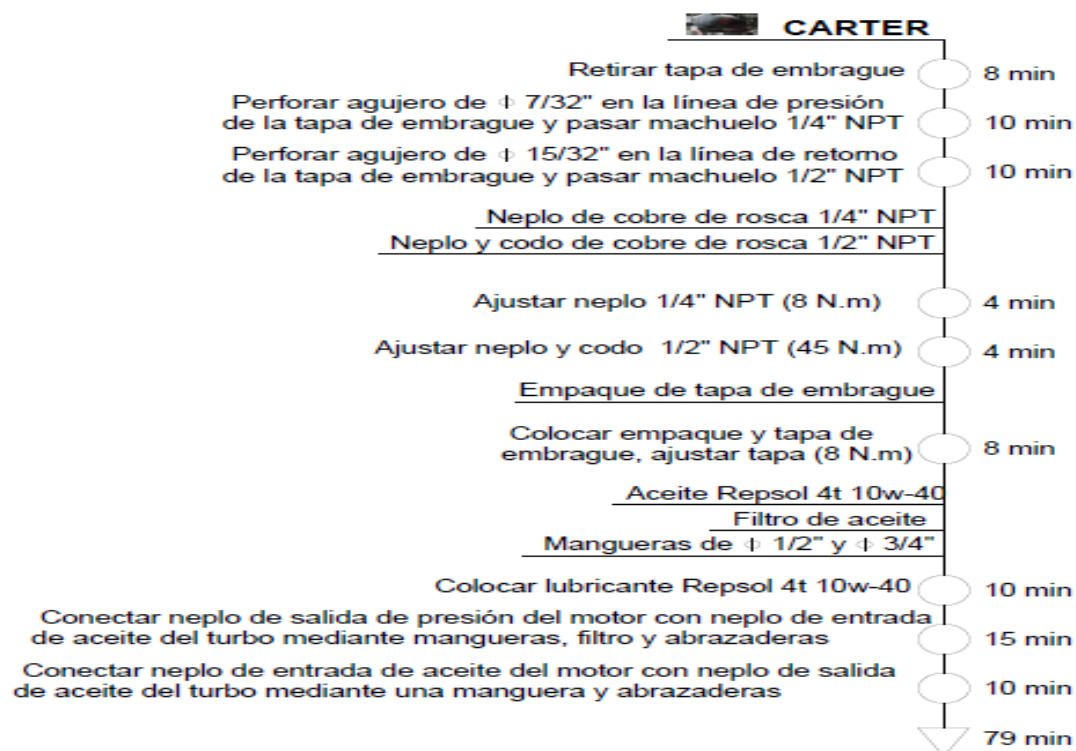 CARTER
Retirar tapa de embrague 8 min
Perforar agujero de ϕ 7/32" en la línea de presión
de la tapa de embrague y pasar machuelo 1/4" NPT 10 min
Perforar agujero de ϕ 15/32" en la línea de retorno
de la tapa de embrague y pasar machuelo 1/2" NPT 10 min
Neplo de cobre de rosca 1/4" NPT
Neplo y codo de cobre de rosca 1/2" NPT
Ajustar neplo 1/4" NPT (8 N.m) 4 min
Ajustar neplo y codo 1/2" NPT (45 N.m) 4 min
Empaque de tapa de embrague
Colocar empaque y tapa de
embrague, ajustar tapa (8 N.m) 8 min
Aceite Repsol 4t 10w-40
Filtro de aceite
Mangueras de ϕ 1/2" y ϕ 3/4"
Colocar lubricante Repsol 4t 10w-40 10 min
Conectar neplo de salida de presión del motor con neplo de entrada
de aceite del turbo mediante mangueras, filtro y abrazaderas 15 min
Conectar neplo de entrada de aceite del motor con neplo de salida
de aceite del turbo mediante una manguera y abrazaderas 10 min
79 min